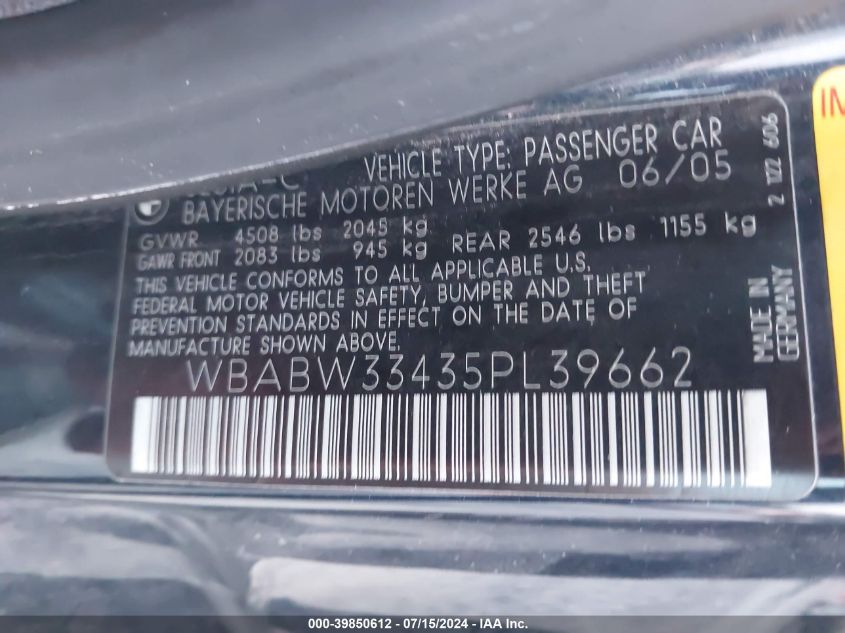 VEHICLE TYPE: PASSENGER CAR
BAYERISCHE MOTOREN WERKE AG 06/05
GVWR 4508 lbs 2045 kg
GAWR FRONT 2083 lbs 945 kg REAR 2546 lbs 1155 kg
THIS VEHICLE CONFORMS TO ALL APPLICABLE U.S.
FEDERAL MOTOR VEHICLE SAFETY, BUMPER AND THEFT
PREVENTION STANDARDS IN EFFECT ON THE DATE OF
MANUFACTURE SHOWN ABOVE.
WBABW33435PL39662
2 122 606
MADE IN
GERMANY
000-39850612 - 07/15/2024 - IAA Inc.